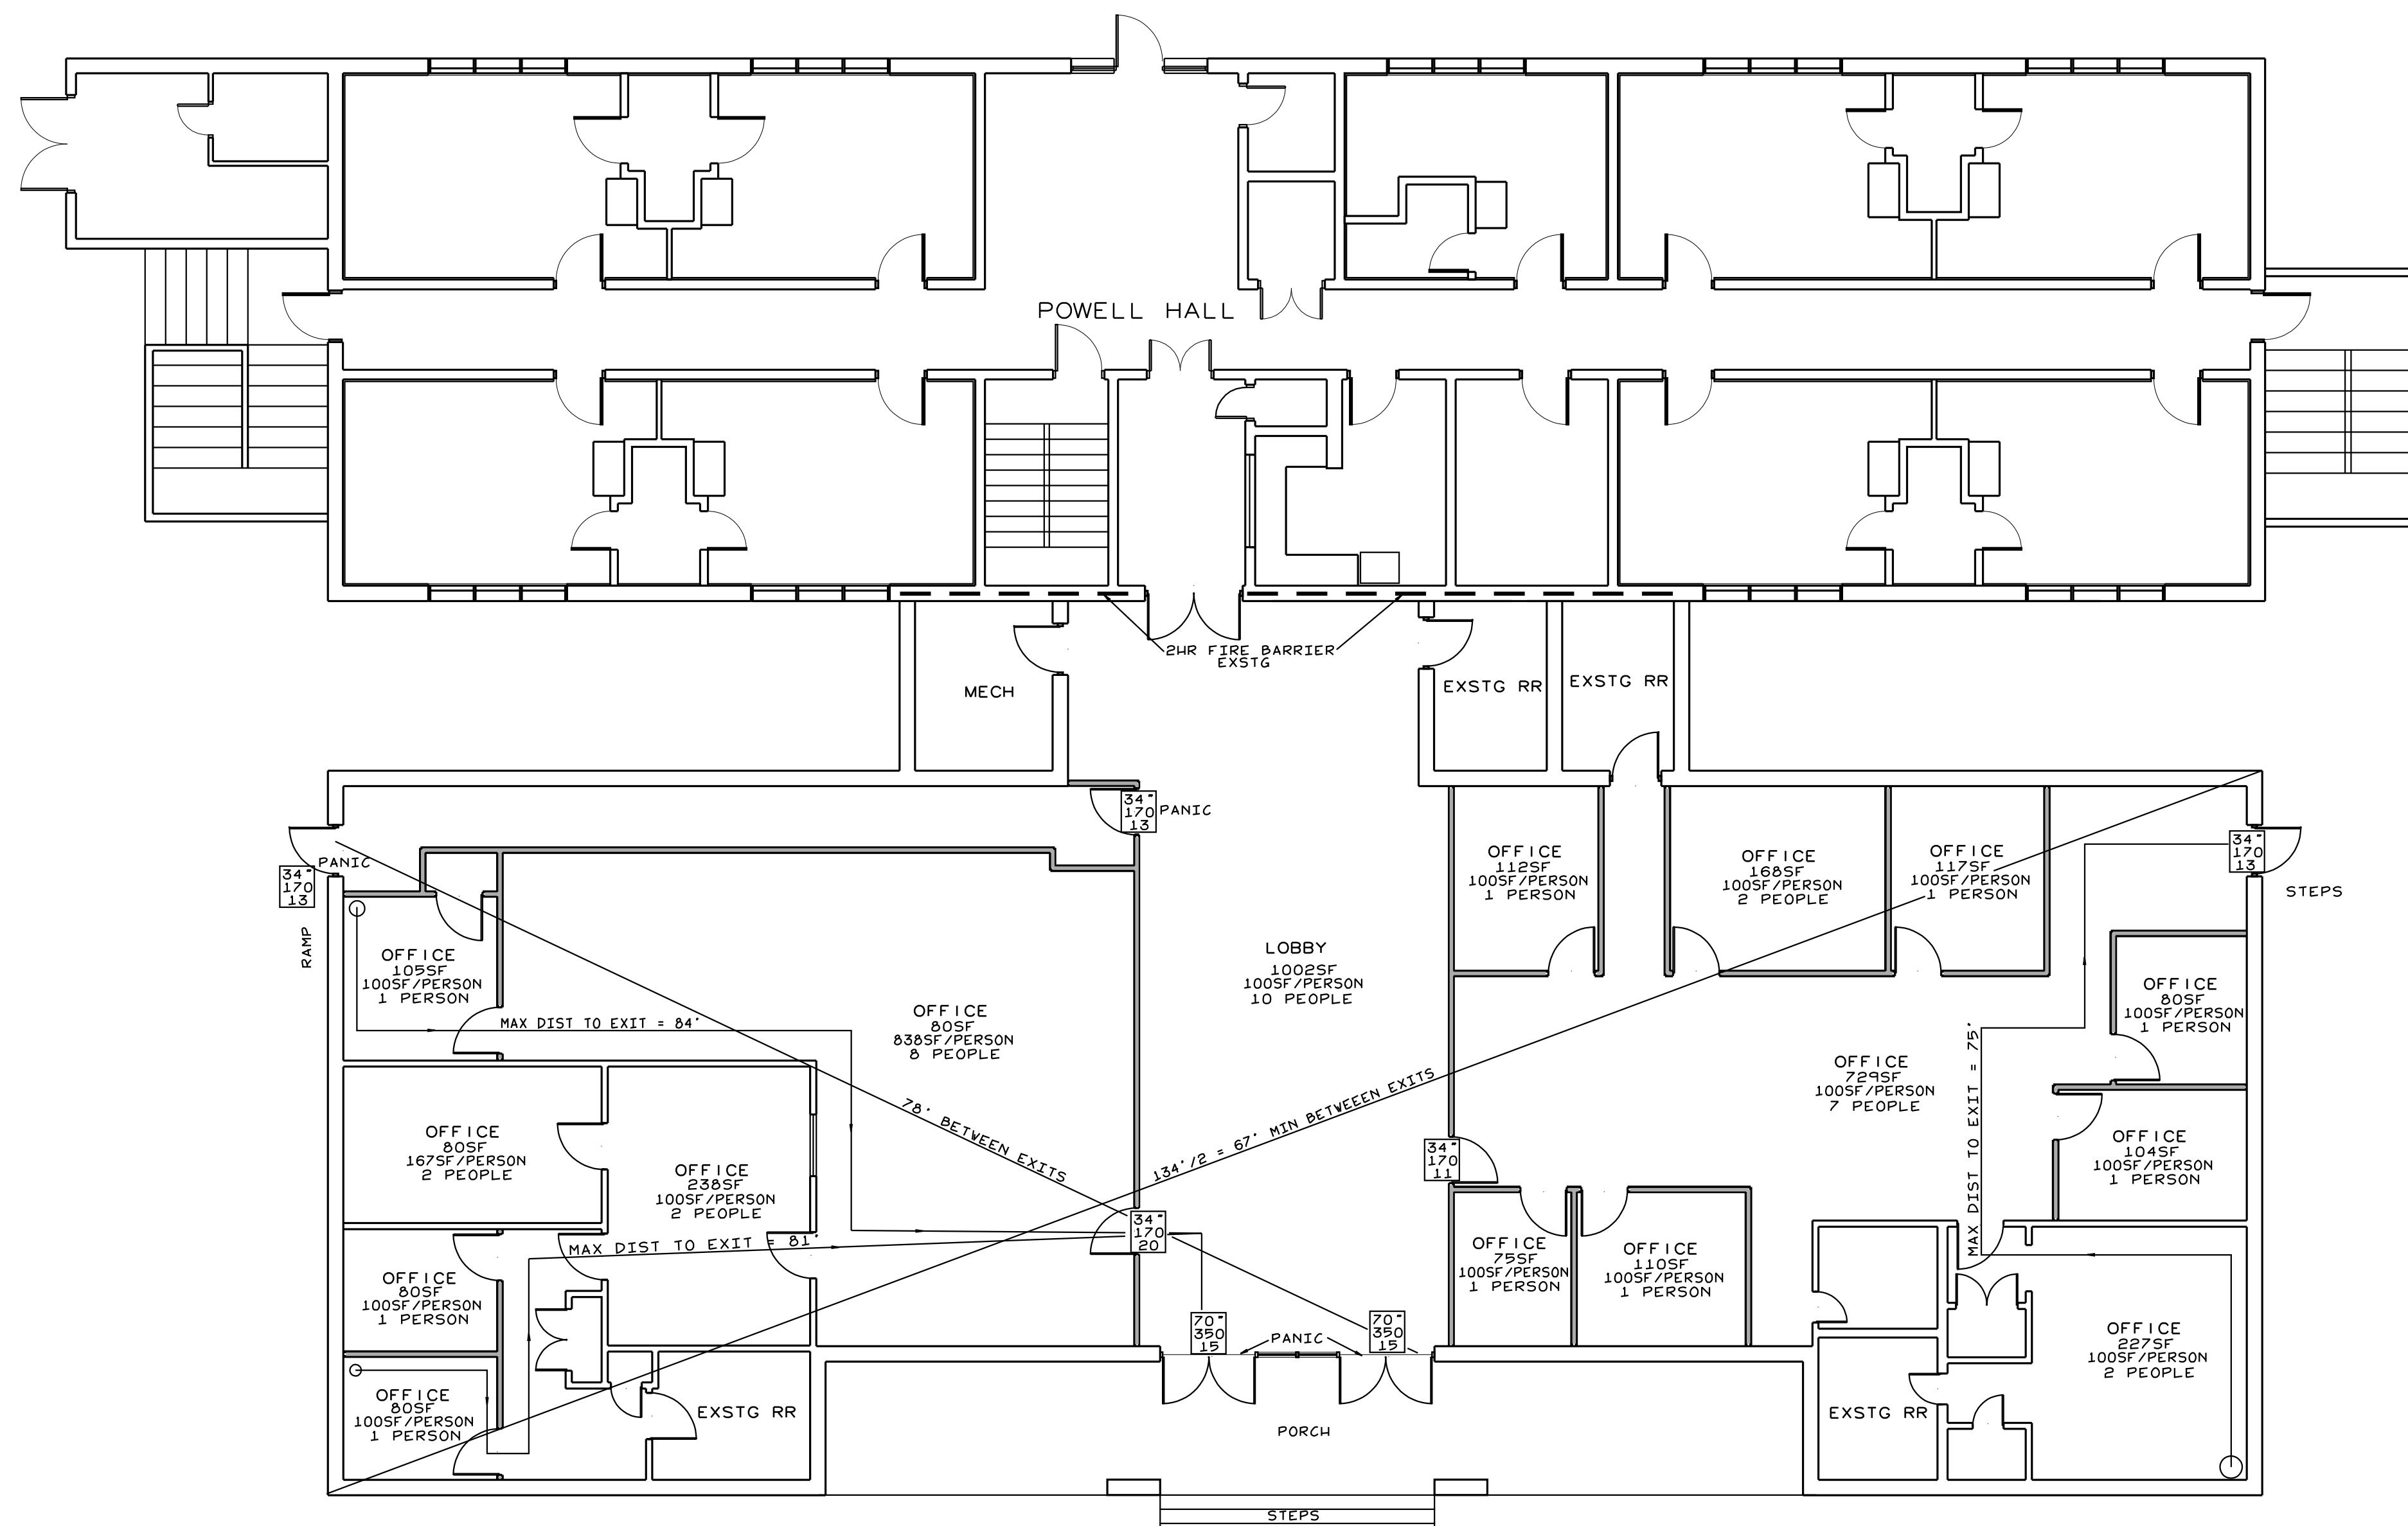 POWELL HALL
2HR FIRE BARRIER
EXSTG
MECH
EXSTG RR
EXSTG RR
34"
170
13
PANIC
PANIC
34"
170
13
RAMP
OFFICE
105SF
100SF/PERSON
1 PERSON
MAX DIST TO EXIT = 84'
OFFICE
80SF
838SF/PERSON
8 PEOPLE
LOBBY
1002SF
100SF/PERSON
10 PEOPLE
OFFICE
112SF
100SF/PERSON
1 PERSON
OFFICE
168SF
100SF/PERSON
2 PEOPLE
OFFICE
117SF
100SF/PERSON
1 PERSON
34"
170
13
STEPS
OFFICE
80SF
100SF/PERSON
1 PERSON
MAX DIST TO EXIT = 75'
OFFICE
729SF
100SF/PERSON
7 PEOPLE
OFFICE
104SF
100SF/PERSON
1 PERSON
78' BETWEEN EXITS
134'/2 = 67' MIN BETWEEEN EXITS
34"
170
11
OFFICE
80SF
167SF/PERSON
2 PEOPLE
OFFICE
238SF
100SF/PERSON
2 PEOPLE
34"
170
20
MAX DIST TO EXIT = 81'
OFFICE
80SF
100SF/PERSON
1 PERSON
OFFICE
75SF
100SF/PERSON
1 PERSON
OFFICE
110SF
100SF/PERSON
1 PERSON
70"
350
15
PANIC
70"
350
15
OFFICE
227SF
100SF/PERSON
2 PEOPLE
OFFICE
80SF
100SF/PERSON
1 PERSON
EXSTG RR
EXSTG RR
PORCH
STEPS